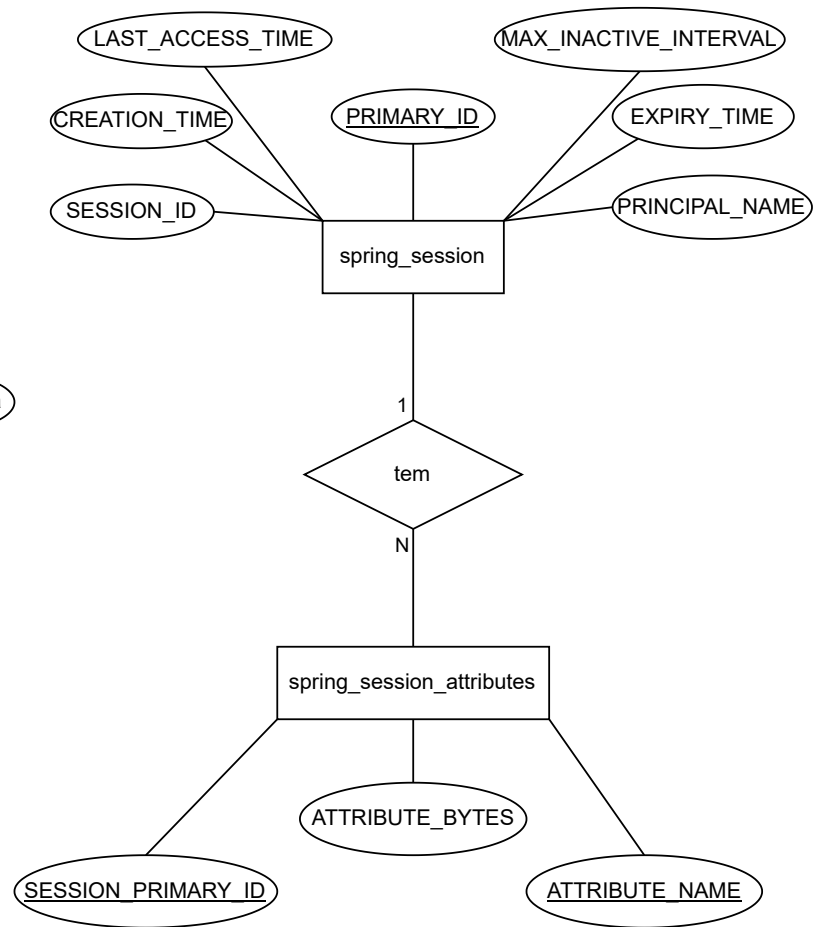 LAST_ACCESS_TIME
MAX_INACTIVE_INTERVAL
CREATION_TIME
PRIMARY_ID
EXPIRY_TIME
SESSION_ID
PRINCIPAL_NAME
spring_session
1
tem
N
spring_session_attributes
ATTRIBUTE_BYTES
SESSION_PRIMARY_ID
ATTRIBUTE_NAME